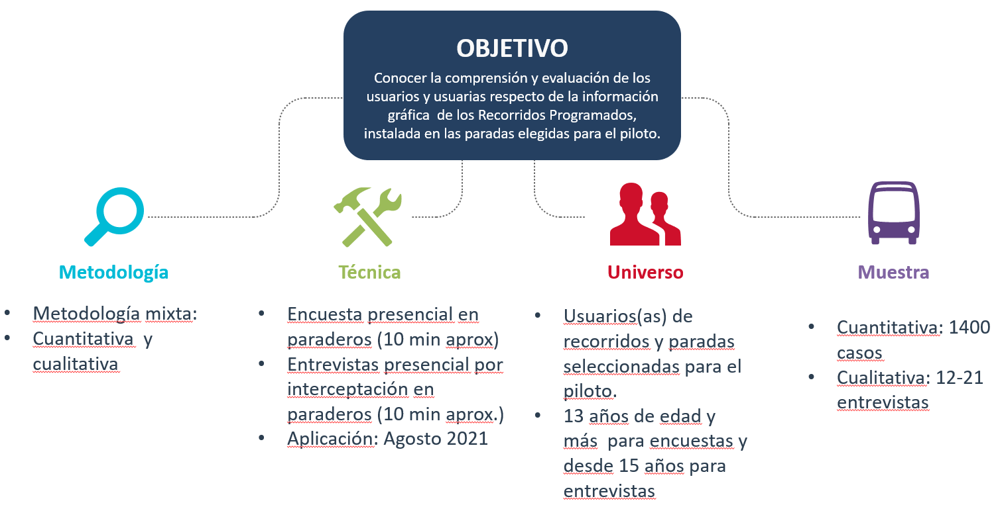 OBJETIVO
Conocer la comprensión y evaluación de los
usuarios y usuarias respecto de la información
gráfica  de los Recorridos Programados,
instalada en las paradas elegidas para el piloto.
Metodología
• Metodología mixta:
• Cuantitativa  y
cualitativa
Técnica
• Encuesta presencial en
paraderos (10 min aprox)
• Entrevistas presencial por
interceptación en
paraderos (10 min aprox.)
• Aplicación: Agosto 2021
Universo
• Usuarios(as) de
recorridos y paradas
seleccionadas para el
piloto.
• 13 años de edad y
más  para encuestas y
desde 15 años para
entrevistas
Muestra
• Cuantitativa: 1400
casos
• Cualitativa: 12-21
entrevistas